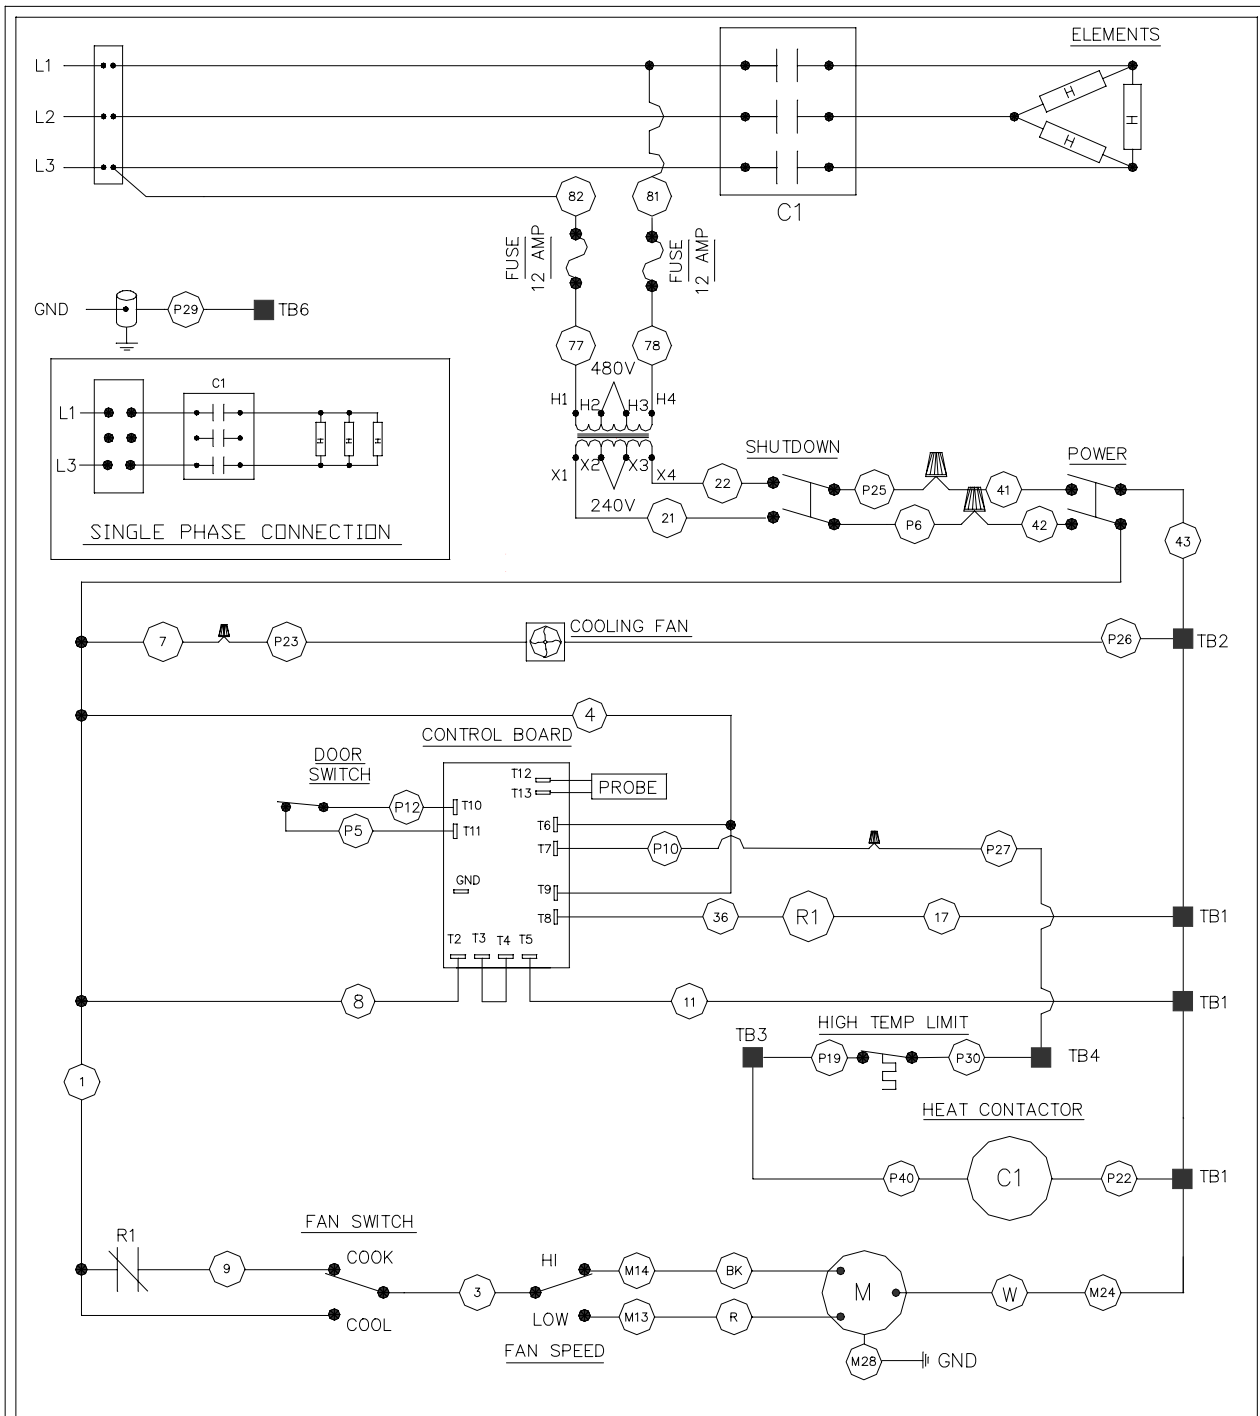 ELEMENTS
L1
L2
L3
C1
82
81
FUSE
12 AMP
FUSE
12 AMP
GND
P29
TB6
77
78
480V
H1
H2
H3
H4
C1
L1
L3
SINGLE PHASE CONNECTION
X1
X2
X3
X4
240V
22
21
SHUTDOWN
P25
P6
41
42
POWER
43
7
P23
COOLING FAN
P26
TB2
4
CONTROL BOARD
DOOR
SWITCH
P12
P5
T10
T11
T12
T13
PROBE
T6
T7
P10
P27
GND
T9
T8
36
R1
17
TB1
T2
T3
T4
T5
8
11
TB1
HIGH TEMP LIMIT
TB3
P19
P30
TB4
1
HEAT CONTACTOR
P40
C1
P22
TB1
FAN SWITCH
R1
9
COOK
COOL
3
HI
LOW
FAN SPEED
M14
BK
M13
R
M
W
M24
M28
GND
H
H
H
H
H
H